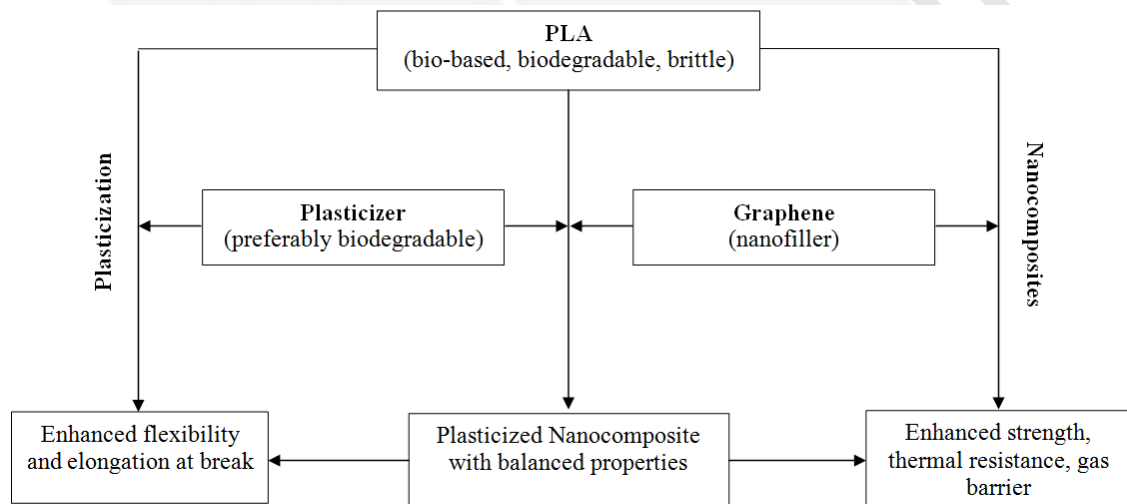 PLA
(bio-based, biodegradable, brittle)
Plasticization
Nanocomposites
Plasticizer
(preferably biodegradable)
Graphene
(nanofiller)
Enhanced flexibility
and elongation at break
Plasticized Nanocomposite
with balanced properties
Enhanced strength,
thermal resistance, gas
barrier